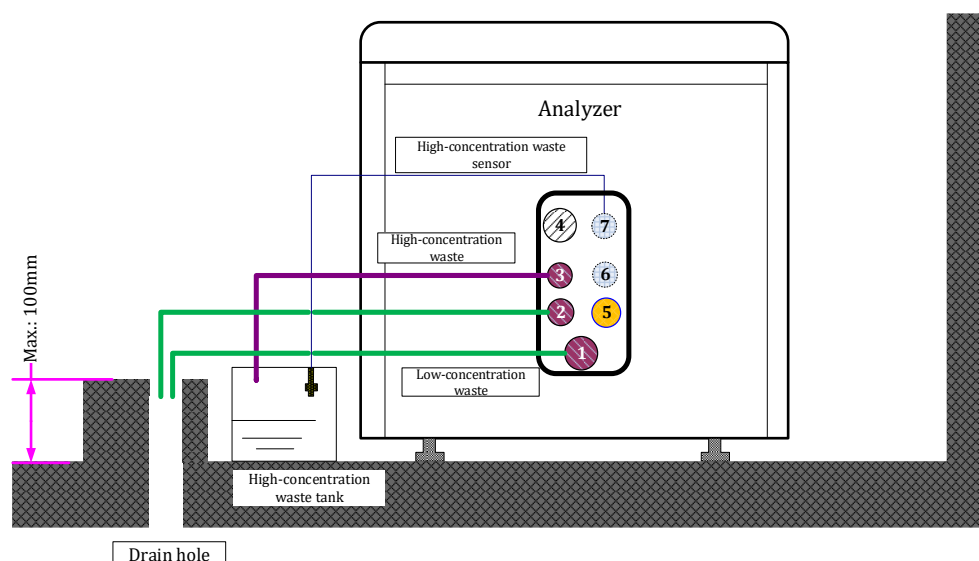 Analyzer
High-concentration waste
sensor
4
7
High-concentration
waste
3
6
2
5
1
Max.: 100mm
Low-concentration
waste
High-concentration
waste tank
Drain hole